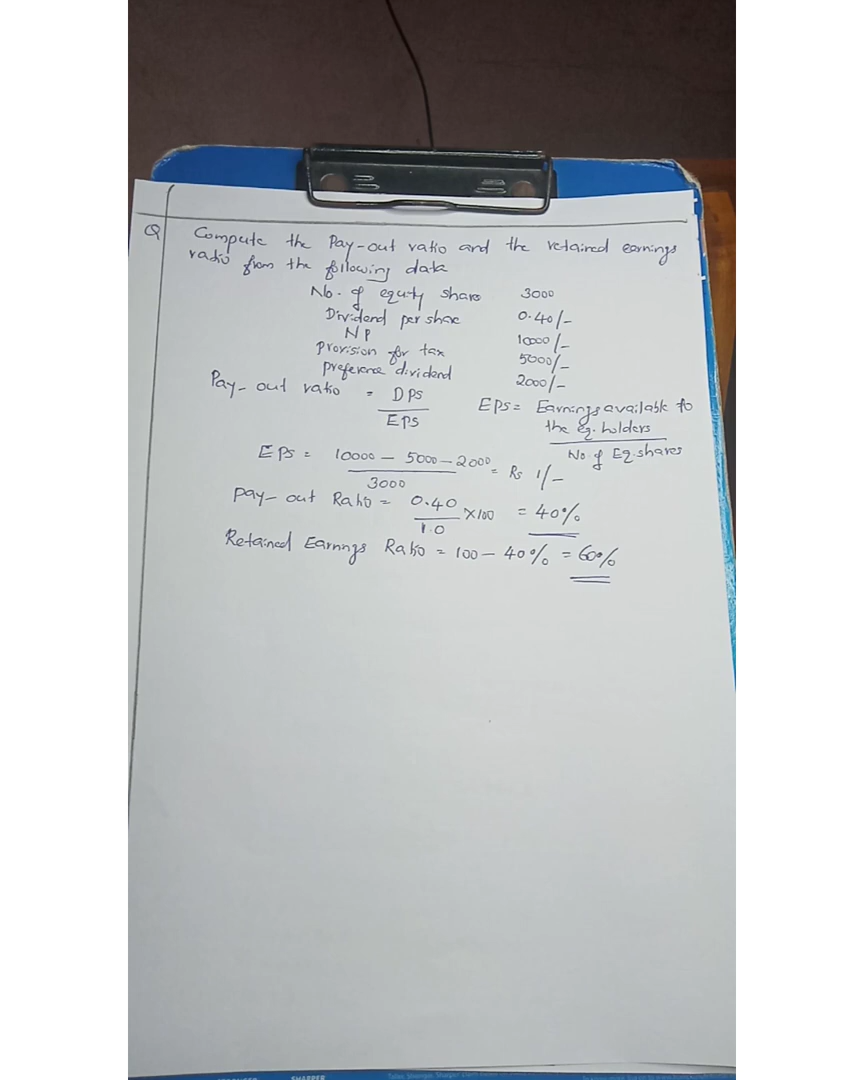 Q Compute the Pay-out ratio and the retained earnings
ratio from the following data
No. of equity share 3000
Dividend per share 0.40/-
NP 10000/-
Provision for tax 5000/-
preference dividend 2000/-
Pay-out ratio = DPS / EPS EPS = Earnings available to the eq. holders / No. of Eq. shares
EPS = 10000 - 5000 - 2000 / 3000 = Rs 1/-
Pay-out Ratio = 0.40 / 1.0 X100 = 40%
Retained Earnngs Ratio = 100 - 40% = 60%
SHARPER